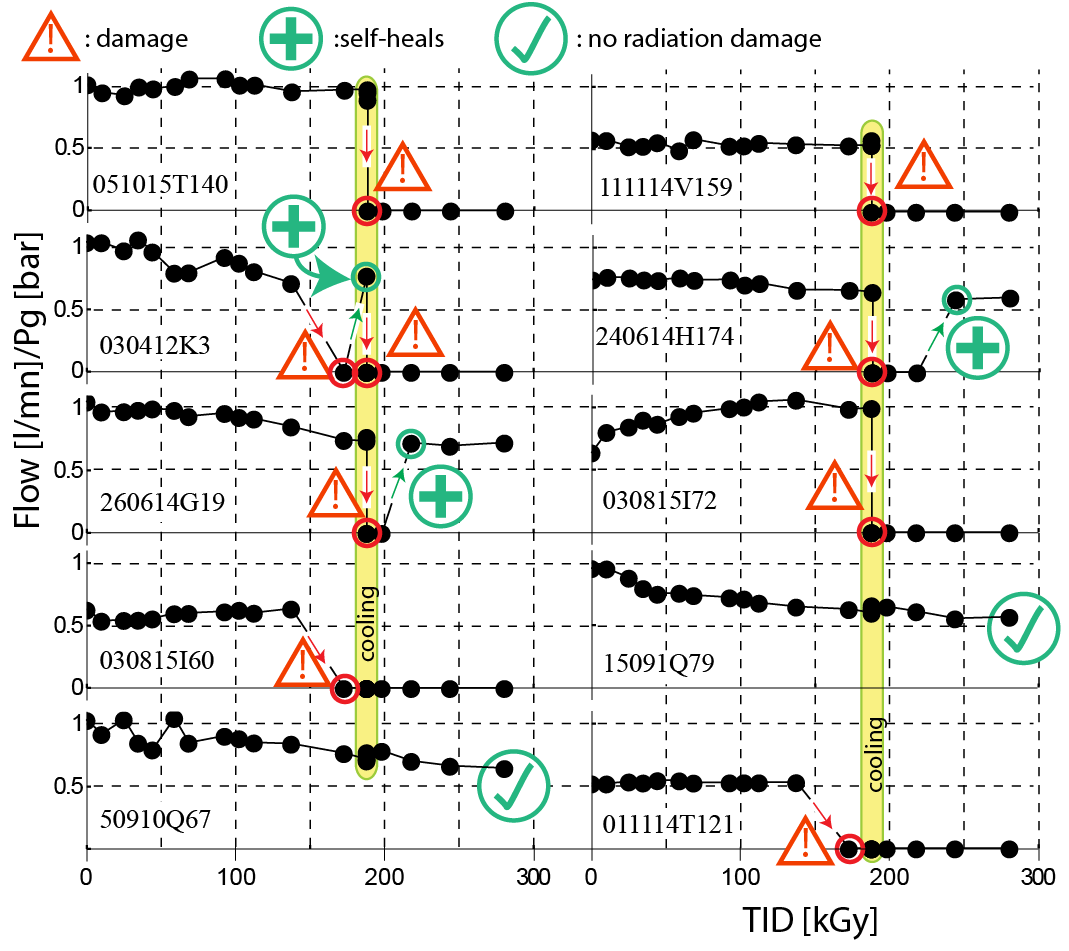 : damage :self-heals : no radiation damage
1
0.5
051015T140
111114V159
0
1
0.5
030412K3
240614H174
0
1
0.5
260614G19
030815I72
0
1
cooling
0.5
030815I60
15091Q79
0
1
cooling
0.5
50910Q67
011114T121
0 100 200 300 0 100 200 300
TID [kGy]
Flow [l/mn]/Pg [bar]